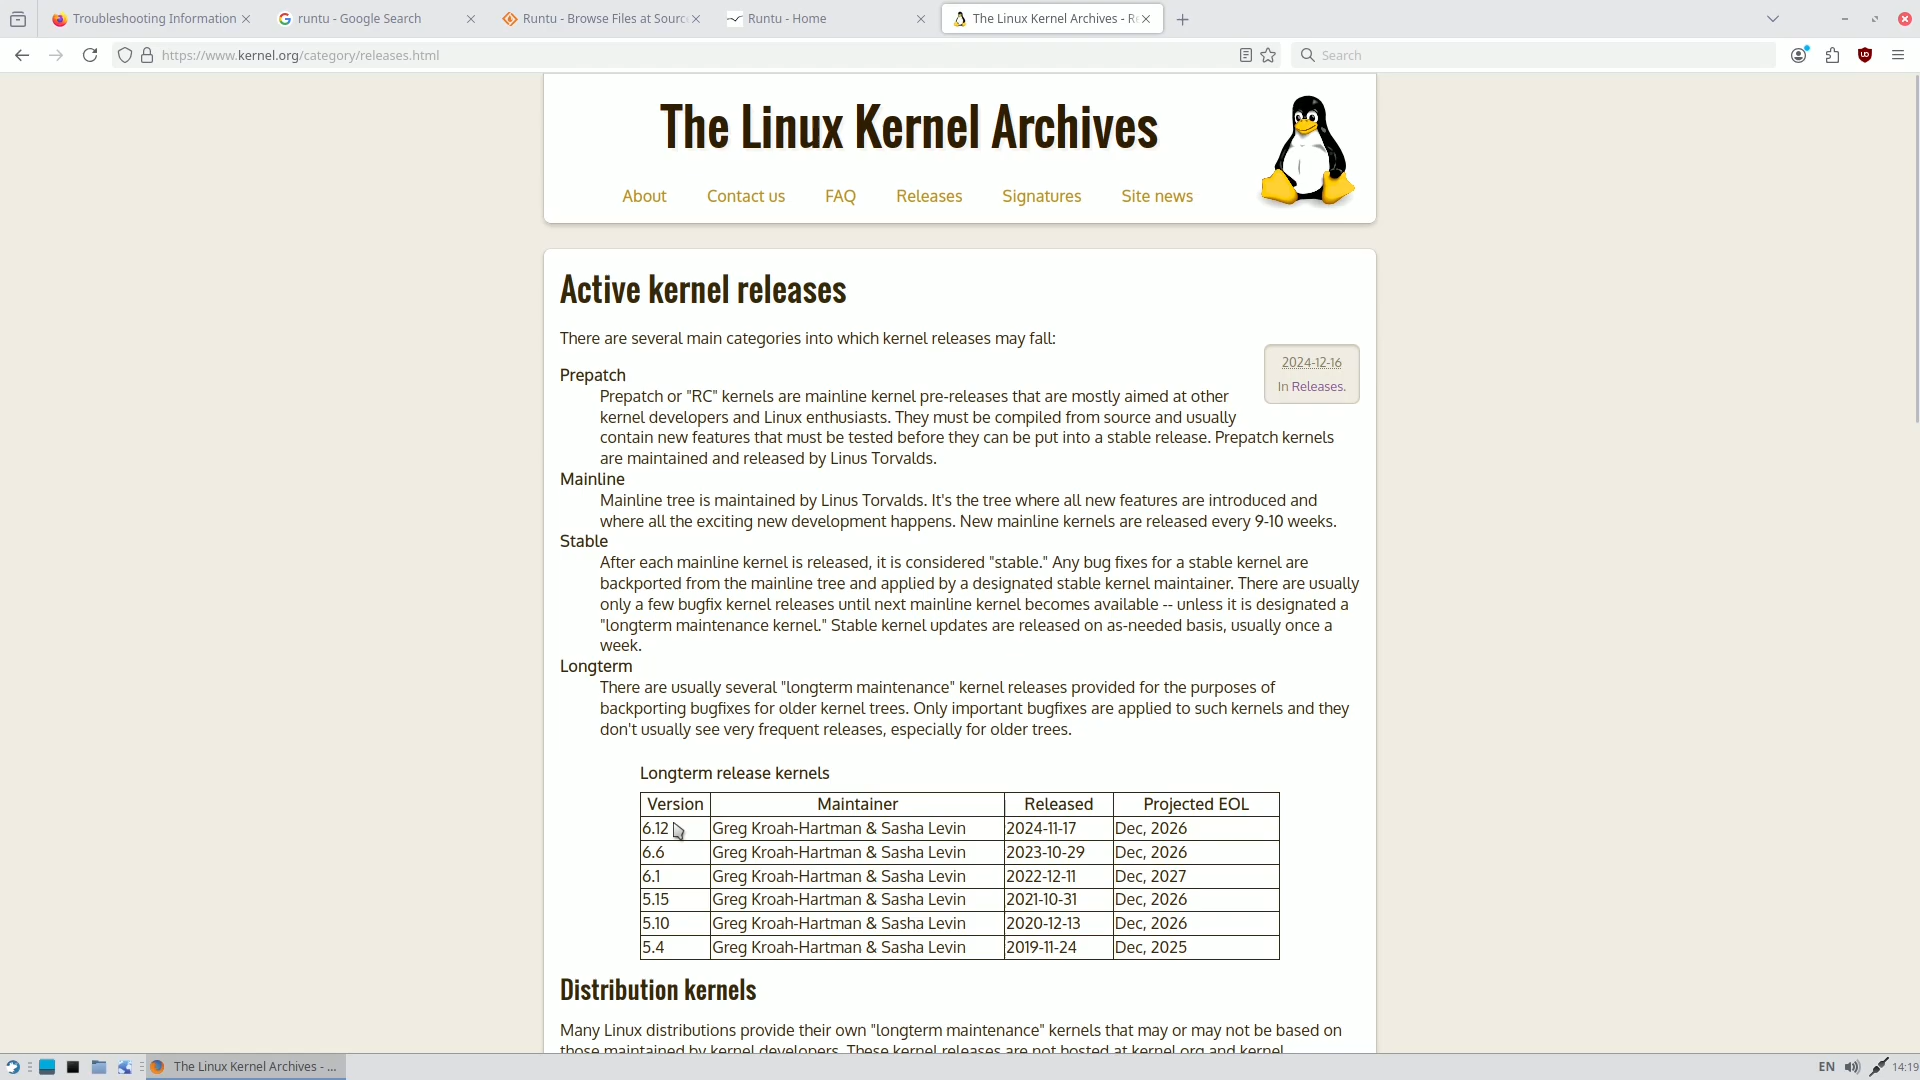 Troubleshooting Information
runtu - Google Search
Runtu - Browse Files at Sourc
Runtu - Home
The Linux Kernel Archives - Re
https://www.kernel.org/category/releases.html
Search
The Linux Kernel Archives
About Contact us FAQ Releases Signatures Site news
Active kernel releases
There are several main categories into which kernel releases may fall:
2024-12-16
In Releases.
Prepatch
Prepatch or "RC" kernels are mainline kernel pre-releases that are mostly aimed at other
kernel developers and Linux enthusiasts. They must be compiled from source and usually
contain new features that must be tested before they can be put into a stable release. Prepatch kernels
are maintained and released by Linus Torvalds.
Mainline
Mainline tree is maintained by Linus Torvalds. It's the tree where all new features are introduced and
where all the exciting new development happens. New mainline kernels are released every 9-10 weeks.
Stable
After each mainline kernel is released, it is considered "stable." Any bug fixes for a stable kernel are
backported from the mainline tree and applied by a designated stable kernel maintainer. There are usually
only a few bugfix kernel releases until next mainline kernel becomes available -- unless it is designated a
"longterm maintenance kernel." Stable kernel updates are released on as-needed basis, usually once a
week.
Longterm
There are usually several "longterm maintenance" kernel releases provided for the purposes of
backporting bugfixes for older kernel trees. Only important bugfixes are applied to such kernels and they
don't usually see very frequent releases, especially for older trees.
Longterm release kernels
Version Maintainer Released Projected EOL
6.12 Greg Kroah-Hartman & Sasha Levin 2024-11-17 Dec, 2026
6.6 Greg Kroah-Hartman & Sasha Levin 2023-10-29 Dec, 2026
6.1 Greg Kroah-Hartman & Sasha Levin 2022-12-11 Dec, 2027
5.15 Greg Kroah-Hartman & Sasha Levin 2021-10-31 Dec, 2026
5.10 Greg Kroah-Hartman & Sasha Levin 2020-12-13 Dec, 2026
5.4 Greg Kroah-Hartman & Sasha Levin 2019-11-24 Dec, 2025
Distribution kernels
Many Linux distributions provide their own "longterm maintenance" kernels that may or may not be based on
those maintained by kernel developers. These kernel releases are not hosted at kernel.org and kernel
The Linux Kernel Archives - ...
EN
14:19